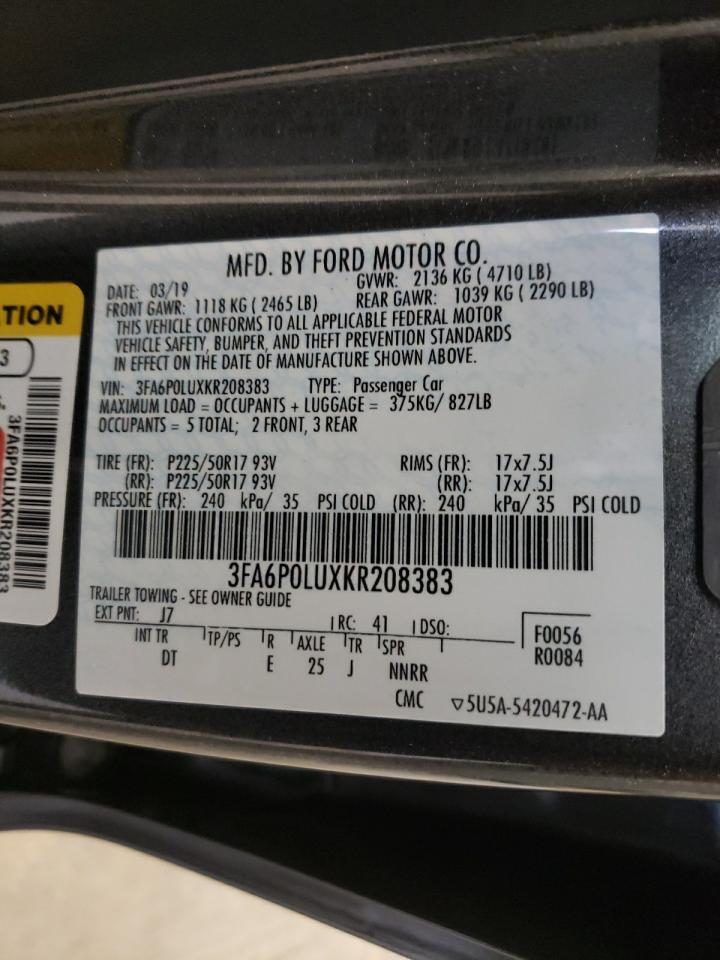 MFD. BY FORD MOTOR CO.
DATE: 03/19 GVWR: 2136 KG ( 4710 LB)
FRONT GAWR: 1118 KG ( 2465 LB) REAR GAWR: 1039 KG ( 2290 LB)
THIS VEHICLE CONFORMS TO ALL APPLICABLE FEDERAL MOTOR
VEHICLE SAFETY, BUMPER, AND THEFT PREVENTION STANDARDS
IN EFFECT ON THE DATE OF MANUFACTURE SHOWN ABOVE.
VIN: 3FA6P0LUXKR208383 TYPE: Passenger Car
MAXIMUM LOAD = OCCUPANTS + LUGGAGE = 375KG/ 827LB
OCCUPANTS = 5 TOTAL; 2 FRONT, 3 REAR
TIRE (FR): P225/50R17 93V RIMS (FR): 17x7.5J
(RR): P225/50R17 93V (RR): 17x7.5J
PRESSURE (FR): 240 kPa/ 35 PSI COLD (RR): 240 kPa/ 35 PSI COLD
3FA6P0LUXKR208383
TRAILER TOWING - SEE OWNER GUIDE
EXT PNT: J7 RC: 41 DSO: F0056
INT TR TP/PS R AXLE TR SPR R0084
DT E 25 J NNRR
CMC ▽5U5A-5420472-AA
TION
3
3FA6P0LUXKR208383